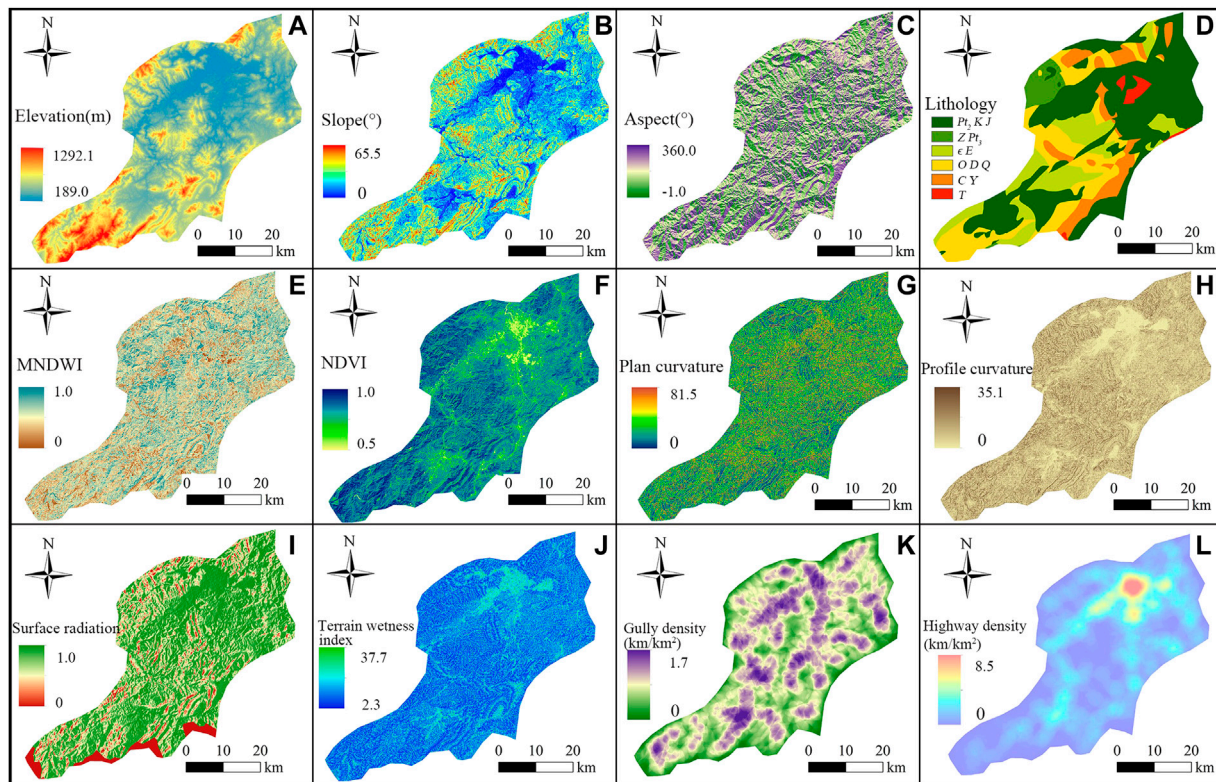 N
A
Elevation(m)
1292.1
189.0
0 10 20
km
N
B
Slope(°)
65.5
0
0 10 20
km
N
C
Aspect(°)
360.0
-1.0
0 10 20
km
N
D
Lithology
Pt₂ K J
Z Pt₃
ϵ E
O D Q
C Y
T
0 10 20
km
N
E
MNDWI
1.0
0
0 10 20
km
N
F
NDVI
1.0
0.5
0 10 20
km
N
G
Plan curvature
81.5
0
0 10 20
km
N
H
Profile curvature
35.1
0
0 10 20
km
N
I
Surface radiation
1.0
0
0 10 20
km
N
J
Terrain wetness
index
37.7
2.3
0 10 20
km
N
K
Gully density
(km/km²)
1.7
0
0 10 20
km
N
L
Highway density
(km/km²)
8.5
0
0 10 20
km